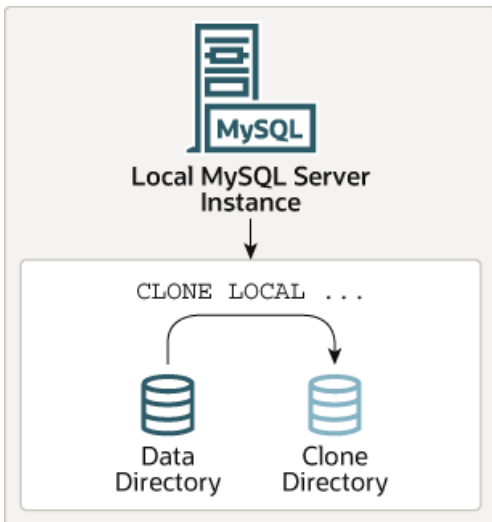 MySQL
Local MySQL Server
Instance
CLONE LOCAL ...
Data
Directory
Clone
Directory